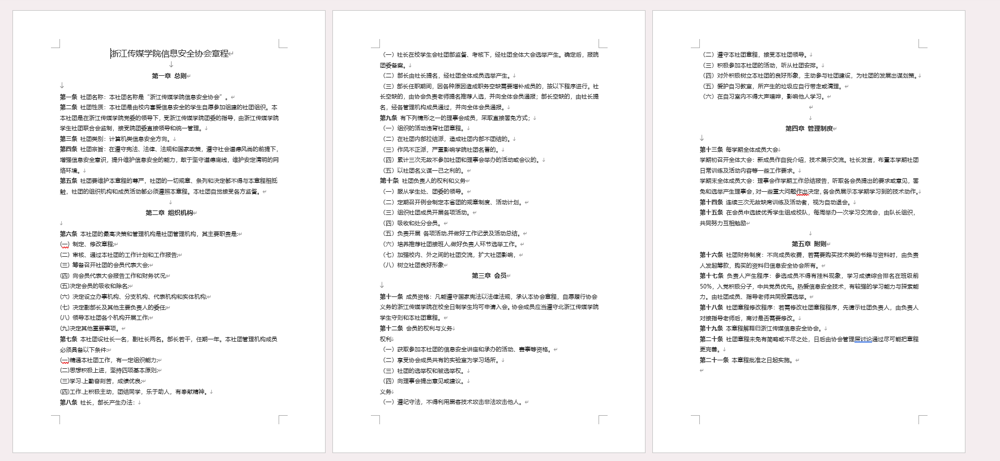 浙江传媒学院信息安全协会章程
第一章 总则
第一条 社团名称：本社团名称是“浙江传媒学院信息安全协会”。
第二条 社团性质：本社团是由校内喜爱信息安全的学生自愿参加组建的社团组织。本
本社团是在浙江传媒学院党委的领导下，受浙江传媒学院团委的指导，由浙江传媒学院
学生社团联合会监制，接受院团委直接领导和统一管理。
第三条 社团类别：计算机类信息安全方向。
第四条 社团宗旨：在遵守宪法、法律、法规和国家政策，遵守社会道德风尚的前提下，
增强信息安全意识，提升维护信息安全的能力，敢于坚守道德底线，维护安定清明的网
络环境。
第五条 社团要维护本章程的尊严，社团的一切规章、条列和决定都不得与本章程相抵
触，社团的组织机构和成员活动都必须遵照本章程。本社团自觉接受各方监督。
第二章 组织机构
第六条 本社团的最高决策和管理机构是社团管理机构，其主要职责是:
(一) 制定、修改章程;
(二) 审核、通过本社团的工作计划和工作报告;
(三) 筹备召开社团的会员代表大会;
(四) 向会员代表大会报告工作和财务状况;
(五)决定会员的吸收和除名;
(六) 决定设立办事机构、分支机构、代表机构和实体机构;
(七) 决定副部长及其他主要负责人的委任;
(八) 领导本社团各个机构开展工作;
(九)决定其他重要事项。
第七条 本社团设社长一名，副社长两名。部长若干，任期一年。本社团管理机构成员
必须具备以下条件:
(一)精通本社团工作，有一定组织能力;
(二)思想积极上进，坚持四项基本原则;
(三)学习.上勤奋刻苦，成绩优良;
(四)工作.上积极主动，团结同学，乐于助人，有奉献精神。
第八条 社长，部长产生办法：
（一）社长在校学生会社团部监督、考核下，经社团全体大会选举产生。确定后，报院
团委备案。
（二）部长由社长提名，经社团全体成员选举产生。
（三）部长任职期间，因各种原因造成职务空缺需要增补成员的，按以下程序进行。社
长空缺的，由协会负责老师提名推荐人选，并向全体会员通报；部长空缺的，由社长提
名，经各管理机构成员通过，并向全体会员通报。
第九条 有下列情形之一的理事会成员，采取直接罢免方式；
（一）组织的活动违背社团章程。
（二）在社团内部拉结派，造成社团内部不团结的。
（三）作风不正派，严重影响学院社团名誉的。
（四）累计三次无故不参加社团和理事会举办的活动或会议的。
（五）以社团名义谋一己之利的。
第十条 社团负责人的权利和义务
（一）服从学生处、团委的领导。
（二）定期召开例会制定本省团的规章制度、活动计划。
（三）组织社团成员开展各项活动。
（四）吸收和处分会员。
（五）负责开展 各项活动,并做好工作记录及活动总结。
（六）培养推荐社团接班人,做好负责人环节选举工作。
（七）加强校内、外之间的社团交流，扩大社团影响，
（八）树立社团良好形象
第三章 会员
第十一条 成员资格：凡能遵守国家宪法以法律法规，承认本协会章程，自愿履行协会
义务的浙江传媒学院在校全日制学生均可申请入会。协会成员应当遵守北浙江传媒学院
学生守则和本社团章程。
第十二条 会员的权利与义务
权利
（一）获取参加本社团的信息安全讲座和承办的活动、赛事等资格。
（二）享受协会成员共有的实验室为学习场所。
（三）社团的选举权和被选举权。
（四）向理事会提出意见或建议。
义务
（一）遵纪守法，不得利用黑客技术攻击非法攻击他人。
（二）遵守本社团章程，接受本社团领导。
（三）积极参加本社团的活动，听从社团安排。
（四）对外积极树立本社团的良好形象，主动参与社团建设，为社团的发展出谋划策。
（五）爱护自习教室，所产生的垃圾应自行带走或清理。
（六）在自习室内不得大声喧哗，影响他人学习。
第四章 管理制度
第十三条 每学期全体成员大会
学期初召开全体大会：新成员作自我介绍，技术展示交流。社长发言，布置本学期社团
日常训练及活动内容等一些工作要求。
学期末全体成员大会：理事会作学期工作总结报告，听取各会员提出的要求或意见，罢
免和选举产生理事会, 对一些重大问题作出决定, 各会员展示本学期学习到的技术动作。
第十四条 连续三次无故缺席训练及活动者，视为自动退会。
第十五条 在会员中选拔优秀学生组成校队，每周举办一次学习交流会，由队长组织，
共同努力互相勉励
第五章 附则
第十六条 社团财务制度：不向成员收费，若需要购买技术类的书籍与资料时，由负责
人发起筹款，购买的资料归信息安全协会所有。
第十七条 负责人产生程序：参选成员不得有挂科现象，学习成绩综合排名在班级前
50%，入党积极分子，中共党员优先。热爱信息安全技术，有较强的学习能力与探索能
力。由社团成员、指导老师共同投票选举。
第十八条 社团章程修改程序：若需修改社团章程程序，先请示社团负责人，由负责人
对接指导老师后，商讨是否需要修改。
第十九条 本章程解释归浙江传媒信息安全协会。
第二十条 社团章程未免有简略或不尽之处，日后由协会管理层讨论通过尽可能把章程
更完善。
第二十一条 本章程批准之日起实施。